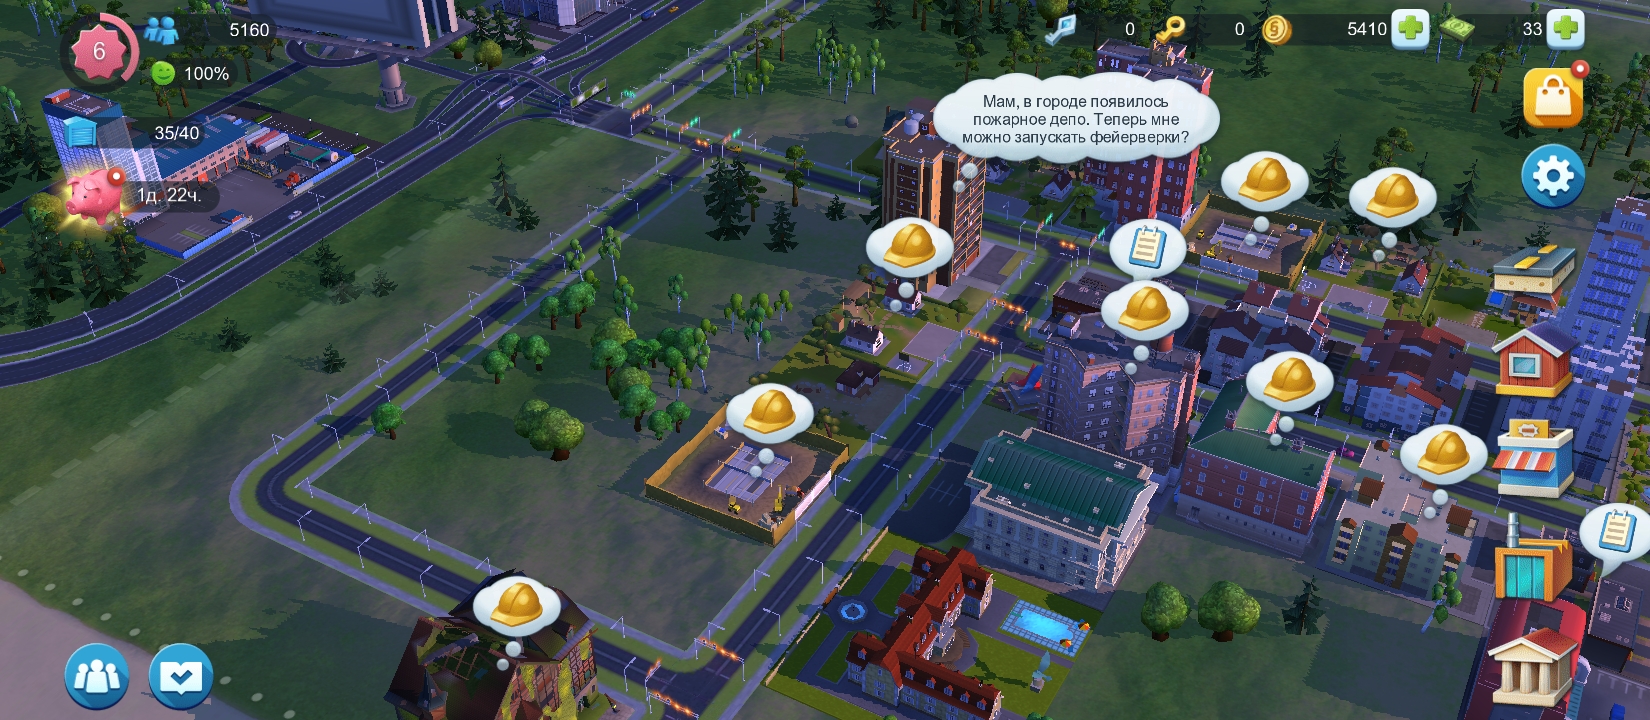 5160
0
0
5410
33
6
100%
Мам, в городе появилось
пожарное депо. Теперь мне
можно запускать фейерверки?
35/40
1д. 22ч.